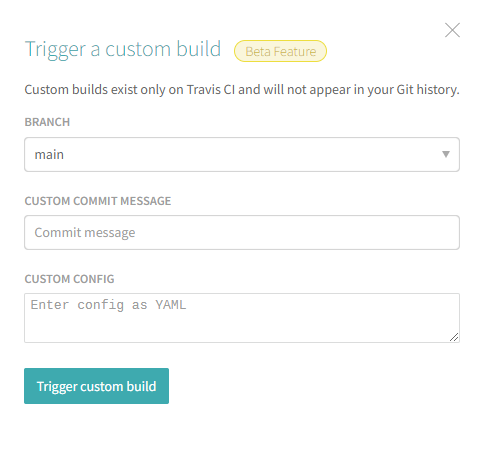 Trigger a custom build Beta Feature
Custom builds exist only on Travis CI and will not appear in your Git history.
BRANCH
main
CUSTOM COMMIT MESSAGE
Commit message
CUSTOM CONFIG
Enter config as YAML
Trigger custom build